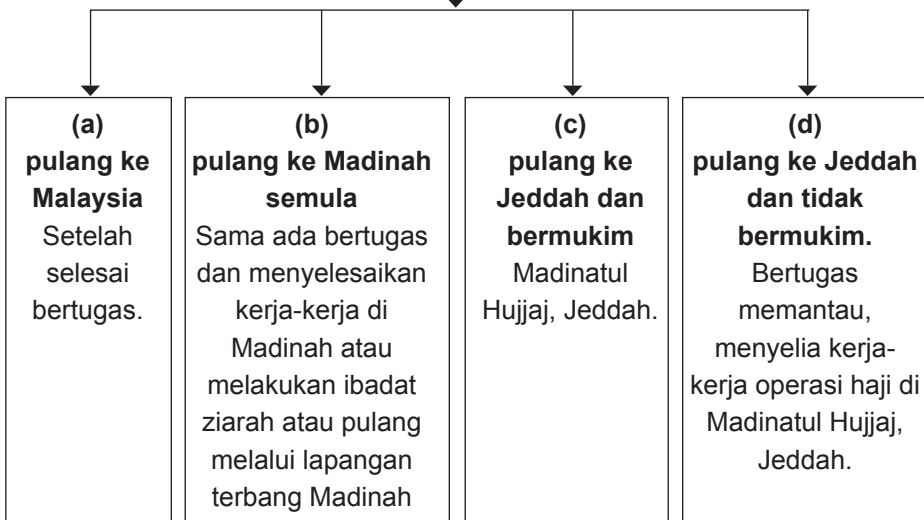 (a)
pulang ke
Malaysia
Setelah
selesai
bertugas.
(b)
pulang ke Madinah
semula
Sama ada bertugas
dan menyelesaikan
kerja-kerja di
Madinah atau
melakukan ibadat
ziarah atau pulang
melalui lapangan
terbang Madinah
(c)
pulang ke
Jeddah dan
bermukim
Madinatul
Hujjaj, Jeddah.
(d)
pulang ke Jeddah
dan tidak
bermukim.
Bertugas
memantau,
menyelia kerja-
kerja operasi haji di
Madinatul Hujjaj,
Jeddah.